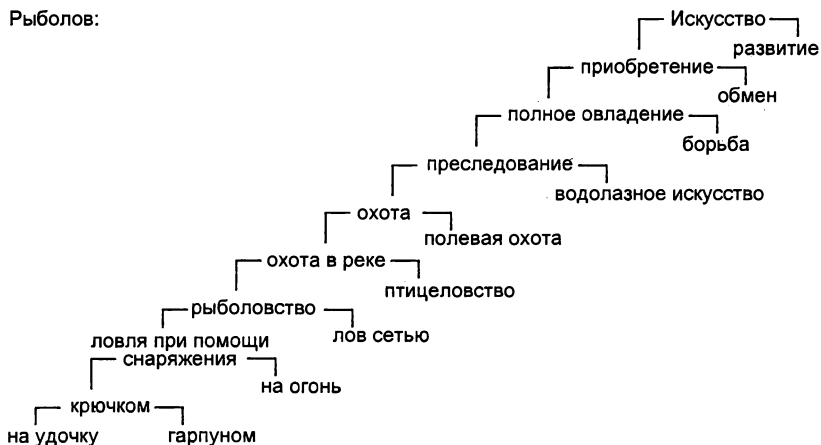 Рыболов:
Искусство
развитие
приобретение
обмен
полное овладение
борьба
преследование
водолазное искусство
охота
полевая охота
охота в реке
птицеловство
рыболовство
лов сетью
ловля при помощи
снаряжения
на огонь
крючком
на удочку
гарпуном